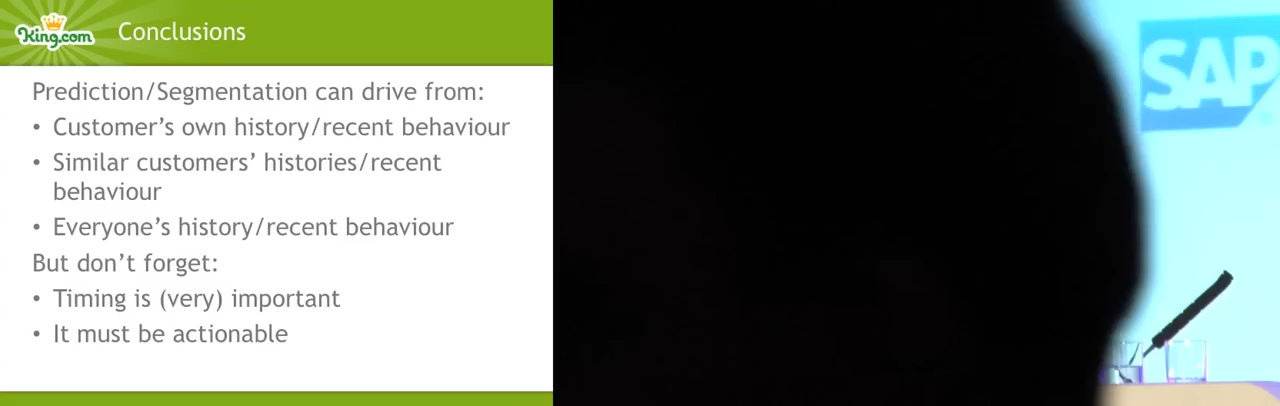 King.com
Conclusions
Prediction/Segmentation can drive from:
• Customer's own history/recent behaviour
• Similar customers' histories/recent
behaviour
• Everyone's history/recent behaviour
But don't forget:
• Timing is (very) important
• It must be actionable
SAP